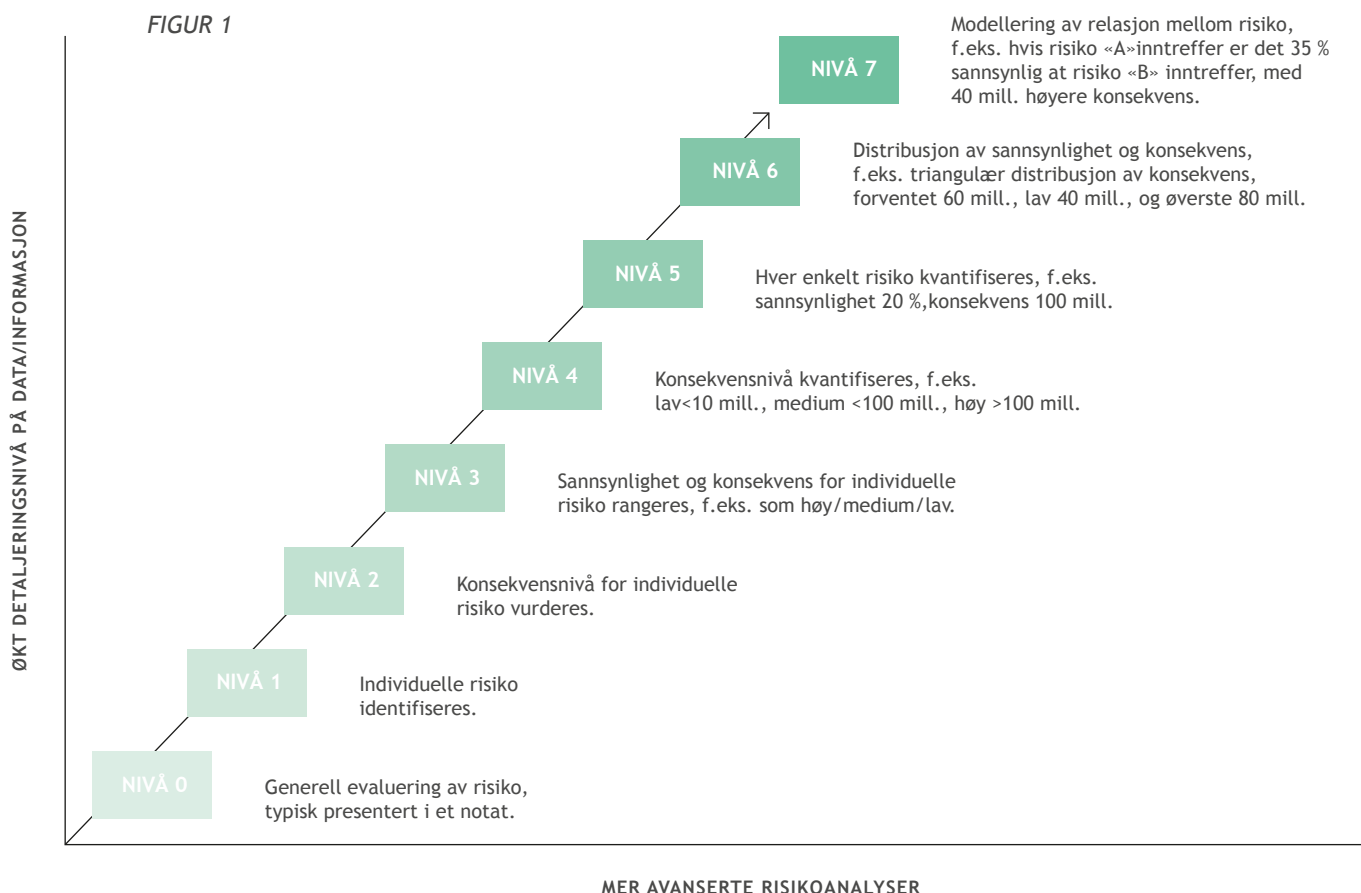 FIGUR 1
ØKT DETALJERINGSNIVÅ PÅ DATA/INFORMASJON
NIVÅ 7
Modellering av relasjon mellom risiko,
f.eks. hvis risiko «A»inntreffer er det 35 %
sannsynlig at risiko «B» inntreffer, med
40 mill. høyere konsekvens.
NIVÅ 6
Distribusjon av sannsynlighet og konsekvens,
f.eks. triangulær distribusjon av konsekvens,
forventet 60 mill., lav 40 mill., og øverste 80 mill.
NIVÅ 5
Hver enkelt risiko kvantifiseres, f.eks.
sannsynlighet 20 %,konsekvens 100 mill.
NIVÅ 4
Konsekvensnivå kvantifiseres, f.eks.
lav<10 mill., medium <100 mill., høy >100 mill.
NIVÅ 3
Sannsynlighet og konsekvens for individuelle
risiko rangeres, f.eks. som høy/medium/lav.
NIVÅ 2
Konsekvensnivå for individuelle
risiko vurderes.
NIVÅ 1
Individuelle risiko
identifiseres.
NIVÅ 0
Generell evaluering av risiko,
typisk presentert i et notat.
MER AVANSERTE RISIKOANALYSER